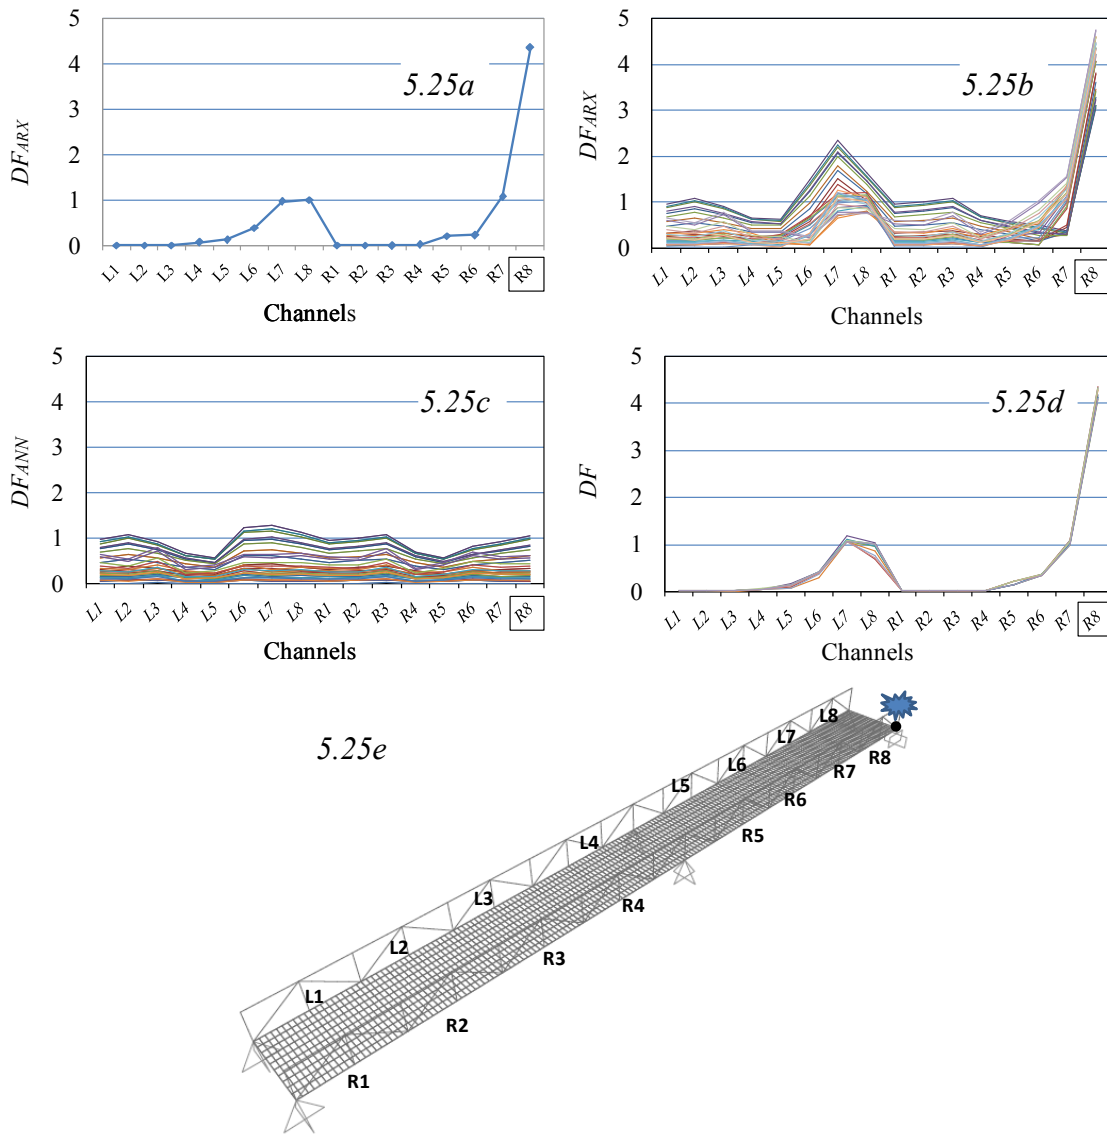 5
4
3
2
1
0
DF_ARX
5.25a
L1 L2 L3 L4 L5 L6 L7 L8 R1 R2 R3 R4 R5 R6 R7 R8
Channels
5
4
3
2
1
0
DF_ARX
5.25b
L1 L2 L3 L4 L5 L6 L7 L8 R1 R2 R3 R4 R5 R6 R7 R8
Channels
5
4
3
2
1
0
DF_ANN
5.25c
L1 L2 L3 L4 L5 L6 L7 L8 R1 R2 R3 R4 R5 R6 R7 R8
Channels
5
4
3
2
1
0
DF
5.25d
L1 L2 L3 L4 L5 L6 L7 L8 R1 R2 R3 R4 R5 R6 R7 R8
Channels
5.25e
L8
L7
L6
L5
L4
L3
L2
L1
R8
R7
R6
R5
R4
R3
R2
R1